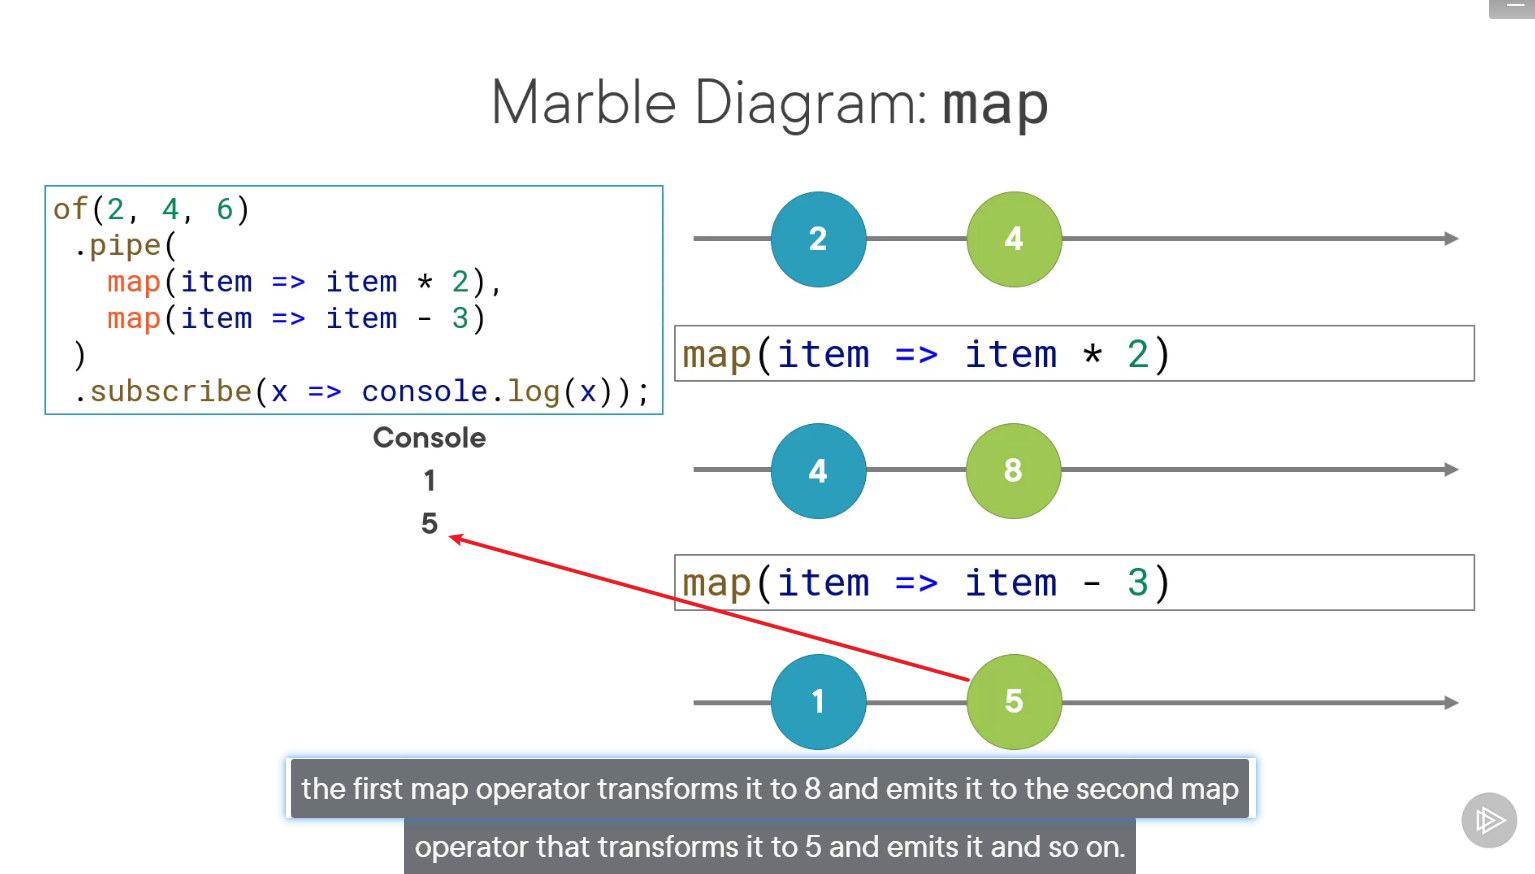 Marble Diagram: map
of(2, 4, 6)
.pipe(
map(item => item * 2),
map(item => item - 3)
)
.subscribe(x => console.log(x));
Console
1
5
2 4
map(item => item * 2)
4 8
map(item => item - 3)
1 5
the first map operator transforms it to 8 and emits it to the second map
operator that transforms it to 5 and emits it and so on.